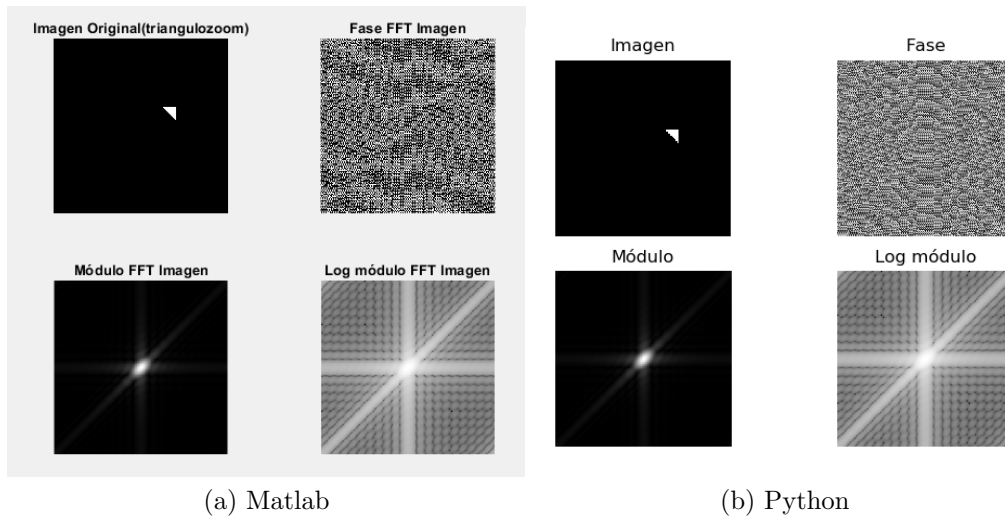 Imagen Original(triangulozoom)
Fase FFT Imagen
Módulo FFT Imagen
Log módulo FFT Imagen
(a) Matlab
Imagen
Fase
Módulo
Log módulo
(b) Python